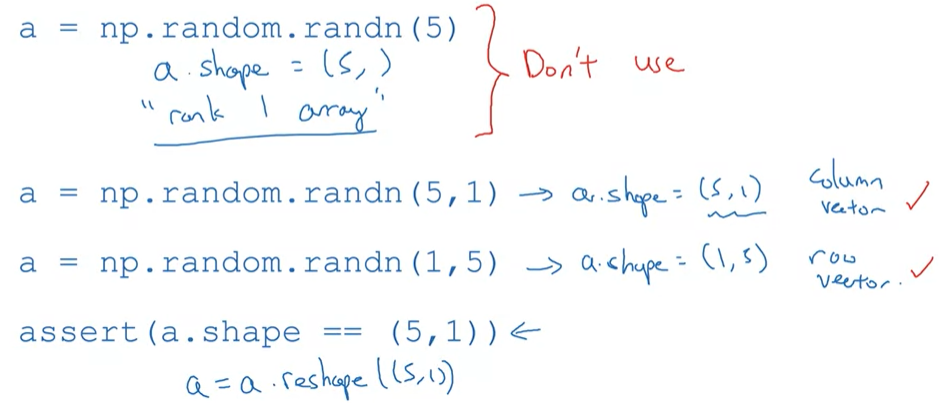 a = np.random.randn(5)
a.shape = (5,)
"rank 1 array"
Don't use
a = np.random.randn(5,1) → a.shape = (5,1) column vector ✓
a = np.random.randn(1,5) → a.shape = (1,5) row vector. ✓
assert(a.shape == (5,1)) ←
a = a.reshape((5,1))